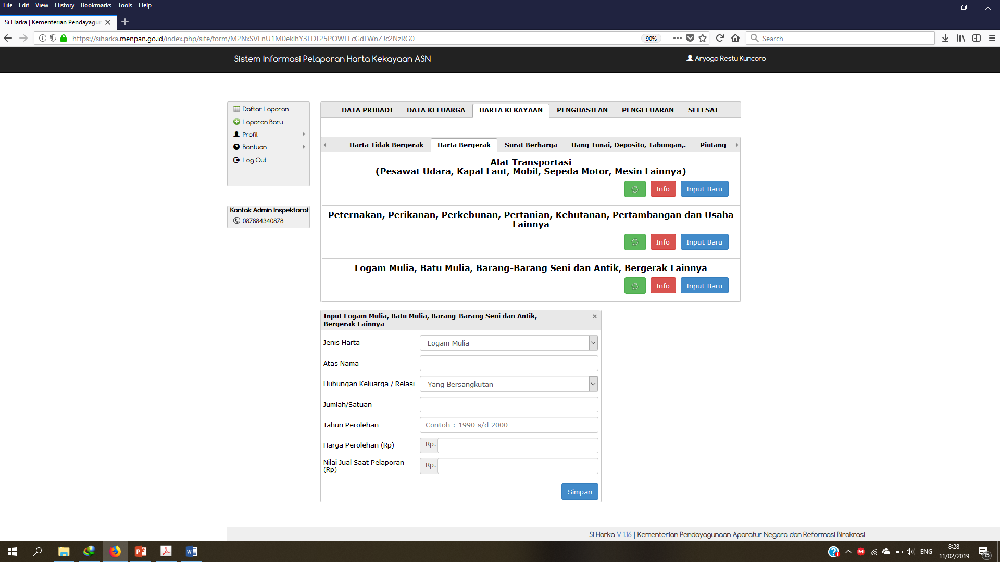 File Edit View History Bookmarks Tools Help
Si Harka | Kementerian Pendayagun
https://siharka.menpan.go.id/index.php/site/form/M2NxSVFnU1M0eklhY3FDT25POWFFcGdLWnZJc2NzRG0
90%
Search
Sistem Informasi Pelaporan Harta Kekayaan ASN
Aryogo Restu Kuncoro
Daftar Laporan
Laporan Baru
Profil
Bantuan
Log Out
Kontak Admin Inspektorat
087884340878
DATA PRIBADI DATA KELUARGA HARTA KEKAYAAN PENGHASILAN PENGELUARAN SELESAI
Harta Tidak Bergerak Harta Bergerak Surat Berharga Uang Tunai, Deposito, Tabungan,. Piutang
Alat Transportasi
(Pesawat Udara, Kapal Laut, Mobil, Sepeda Motor, Mesin Lainnya)
Info Input Baru
Peternakan, Perikanan, Perkebunan, Pertanian, Kehutanan, Pertambangan dan Usaha
Lainnya
Info Input Baru
Logam Mulia, Batu Mulia, Barang-Barang Seni dan Antik, Bergerak Lainnya
Info Input Baru
Input Logam Mulia, Batu Mulia, Barang-Barang Seni dan Antik,
Bergerak Lainnya
×
Jenis Harta Logam Mulia
Atas Nama
Hubungan Keluarga / Relasi Yang Bersangkutan
Jumlah/Satuan
Tahun Perolehan Contoh : 1990 s/d 2000
Harga Perolehan (Rp) Rp.
Nilai Jual Saat Pelaporan
(Rp)
Rp.
Simpan
Si Harka V 1.16 | Kementerian Pendayagunaan Aparatur Negara dan Reformasi Birokrasi
ENG
8:28
11/02/2019
15